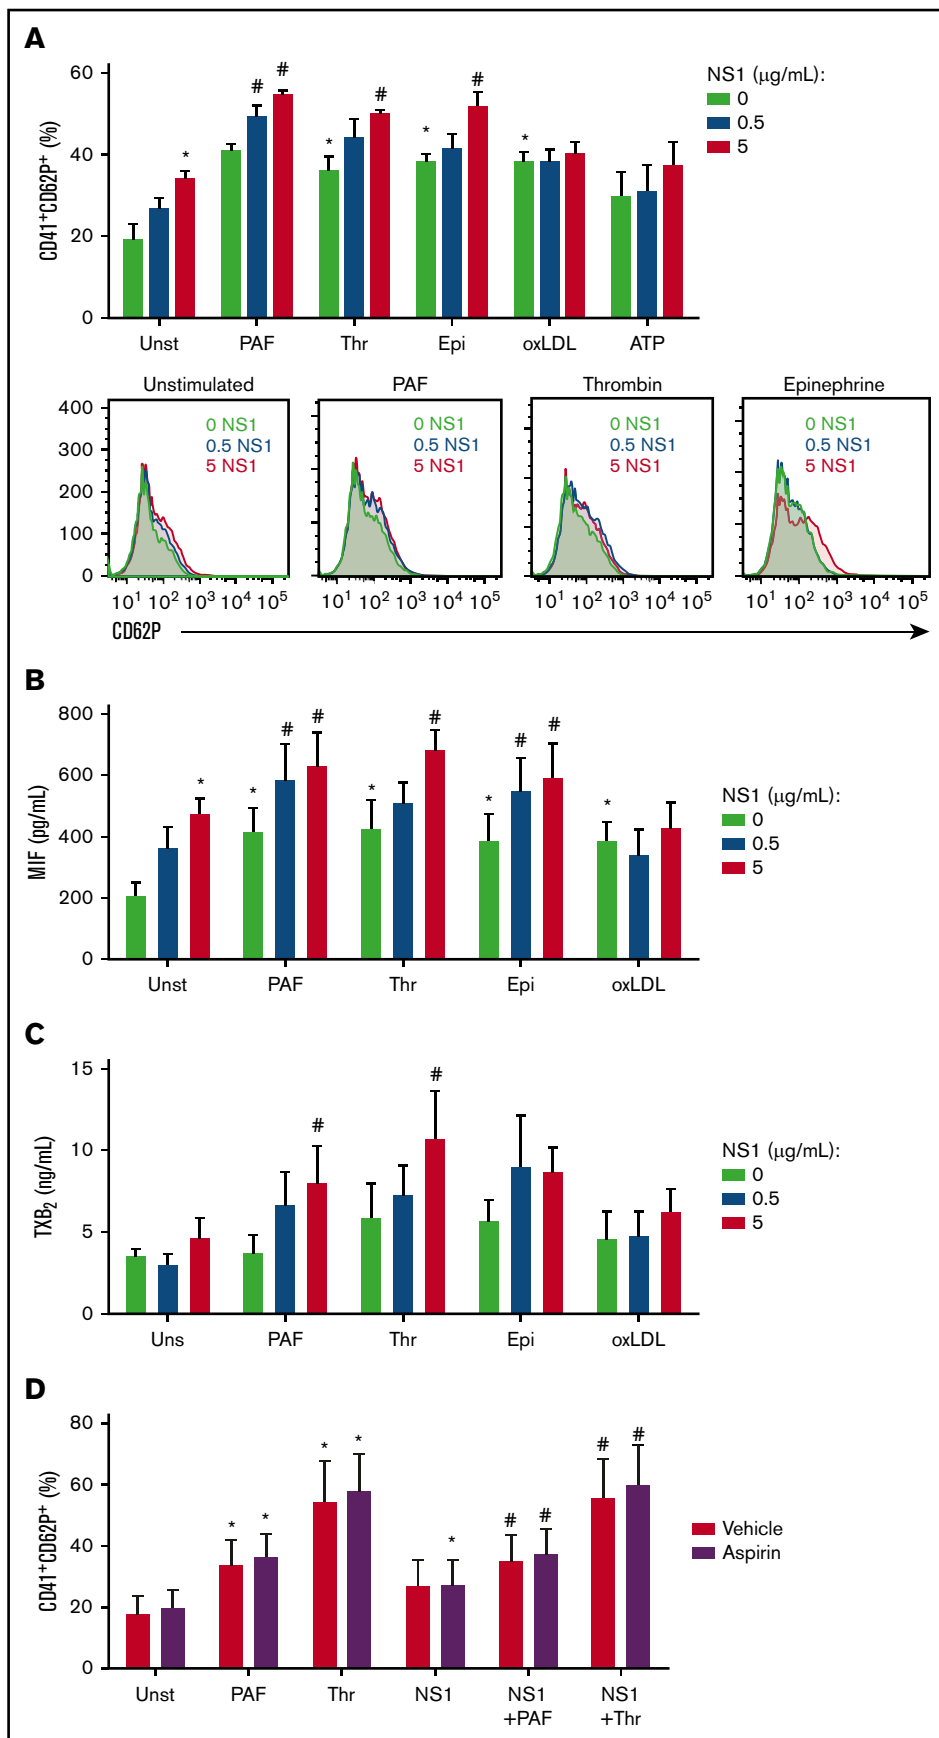 A
CD41+CD62P+ (%)
60
40
20
0
* # # * # * # *
Unst PAF Thr Epi oxLDL ATP
NS1 (μg/mL):
0
0.5
5
Unstimulated PAF Thrombin Epinephrine
400
300
200
100
0
0 NS1
0.5 NS1
5 NS1
0 NS1
0.5 NS1
5 NS1
0 NS1
0.5 NS1
5 NS1
0 NS1
0.5 NS1
5 NS1
10¹ 10² 10³ 10⁴ 10⁵
10¹ 10² 10³ 10⁴ 10⁵
10¹ 10² 10³ 10⁴ 10⁵
10¹ 10² 10³ 10⁴ 10⁵
CD62P
B
MIF (pg/mL)
800
600
400
200
0
* * # # * # * # # *
Unst PAF Thr Epi oxLDL
NS1 (μg/mL):
0
0.5
5
C
TXB₂ (ng/mL)
15
10
5
0
# #
Uns PAF Thr Epi oxLDL
NS1 (μg/mL):
0
0.5
5
D
CD41+CD62P+ (%)
80
60
40
20
0
* * * * * # # # #
Unst PAF Thr NS1 NS1 NS1
+PAF +Thr
Vehicle
Aspirin